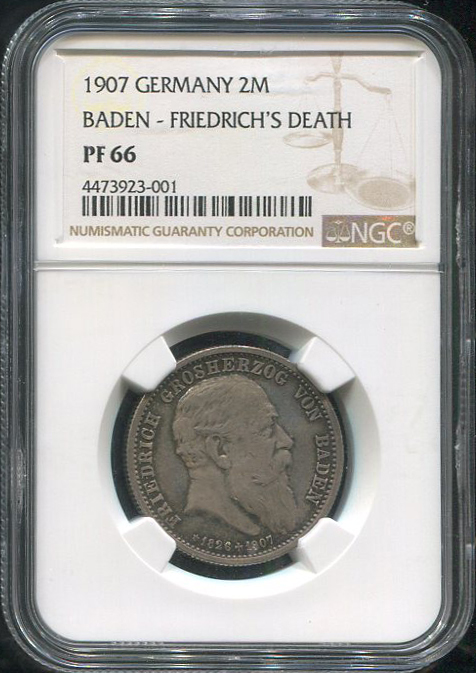 1907 GERMANY 2M
BADEN - FRIEDRICH'S DEATH
PF 66
4473923-001
NUMISMATIC GUARANTY CORPORATION
NGC®
FRIEDRICH GROSHERZOG VON BADEN
* 1826 + 1907